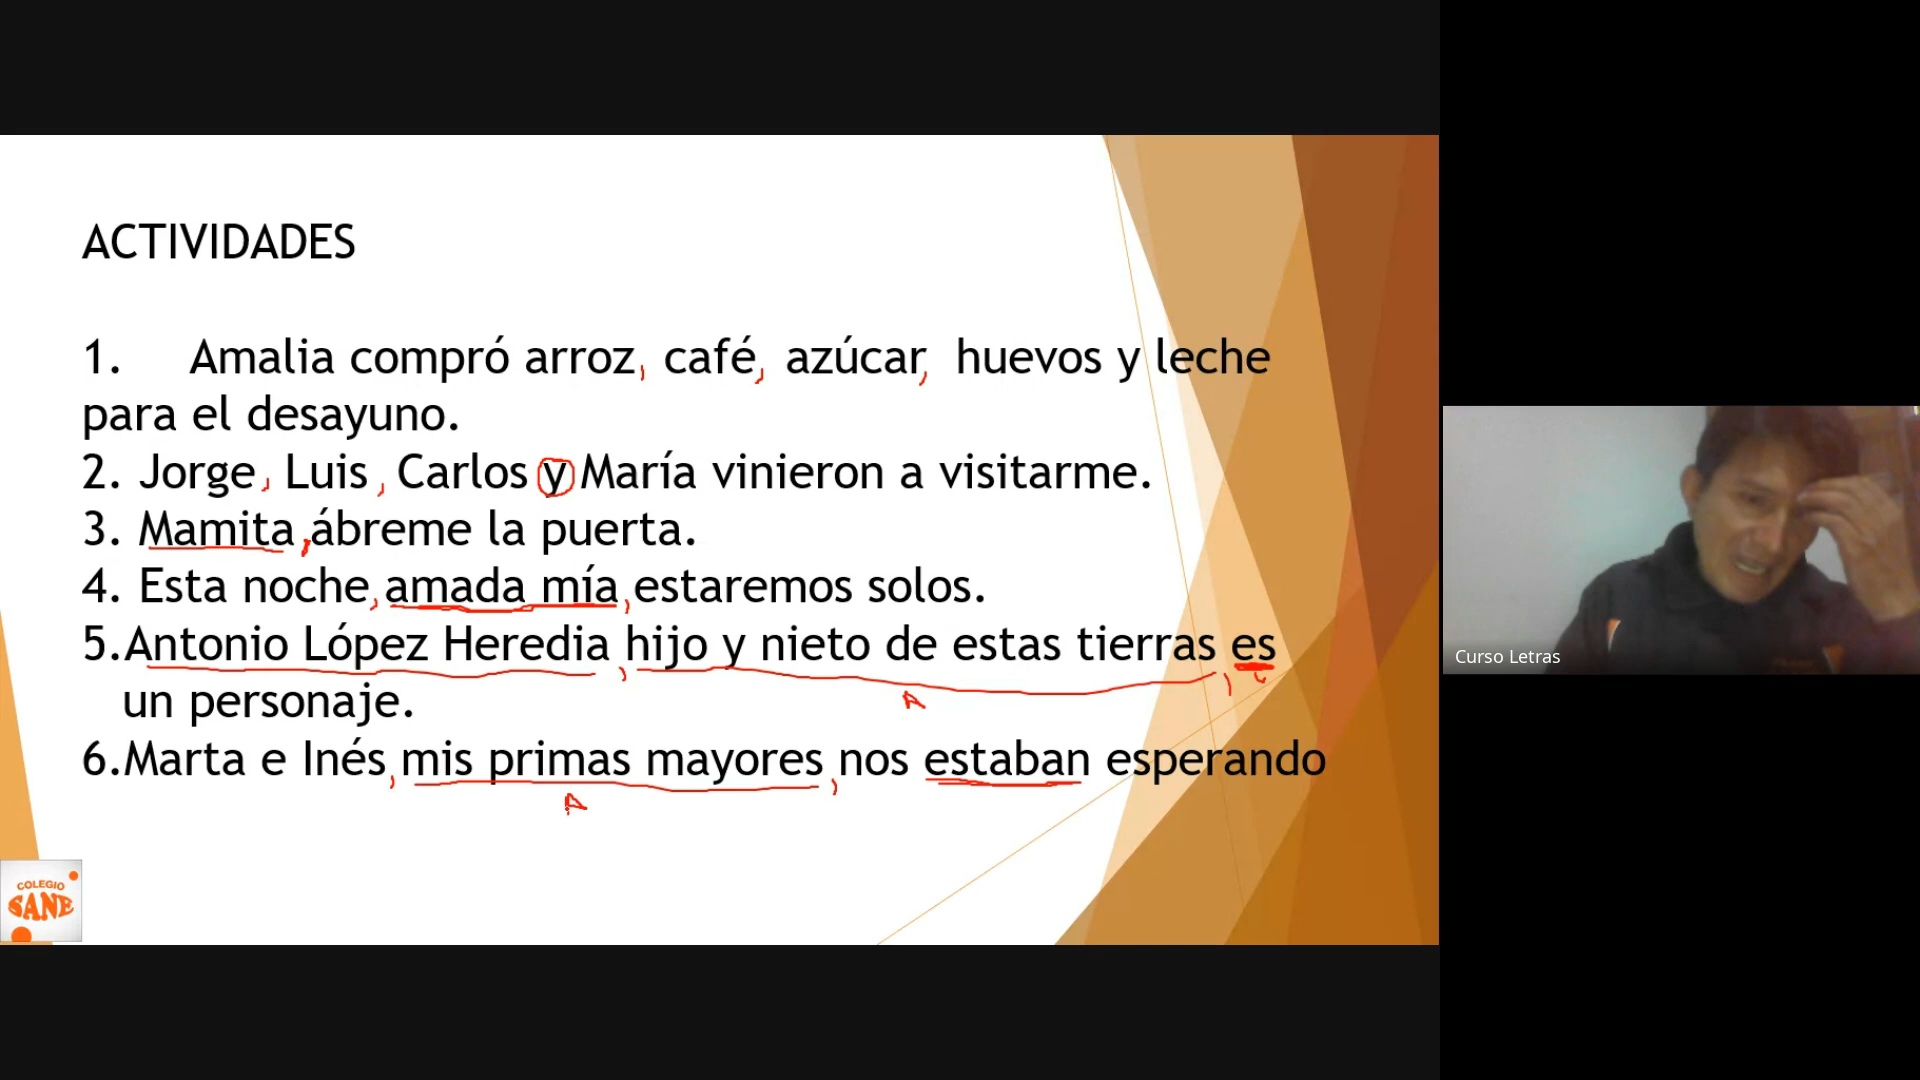 ACTIVIDADES
1. Amalia compró arroz, café, azúcar, huevos y leche
para el desayuno.
2. Jorge, Luis, Carlos y María vinieron a visitarme.
3. Mamita, ábreme la puerta.
4. Esta noche, amada mía, estaremos solos.
5.Antonio López Heredia, hijo y nieto de estas tierras, es
A
un personaje.
6.Marta e Inés, mis primas mayores, nos estaban esperando
A
COLEGIO
SANE
Curso Letras